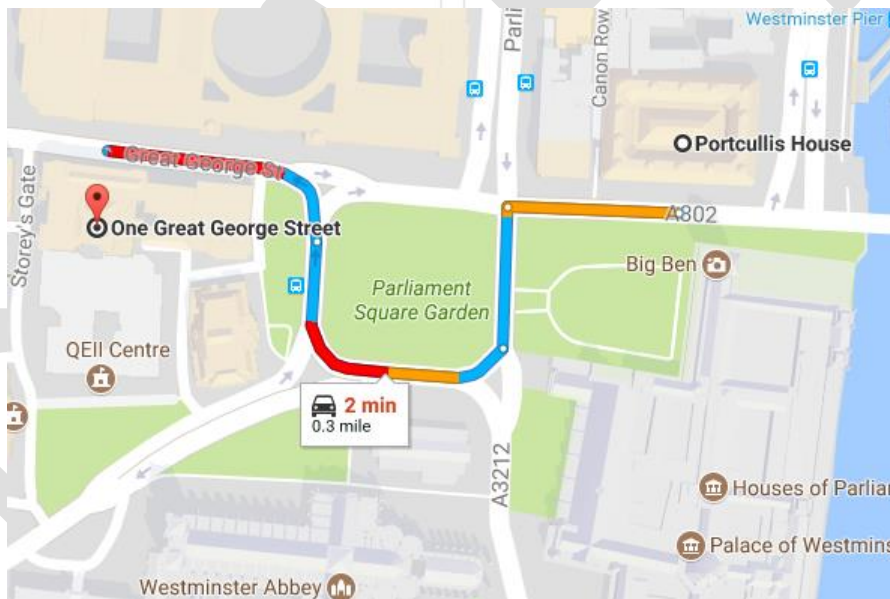 Westminster Pier
Parli
Canon Row
Portcullis House
Great George St
A802
Storey's Gate
One Great George Street
Big Ben
Parliament
Square Garden
QEII Centre
2 min
0.3 mile
A3212
Houses of Parliar
Palace of Westmins
Westminster Abbey